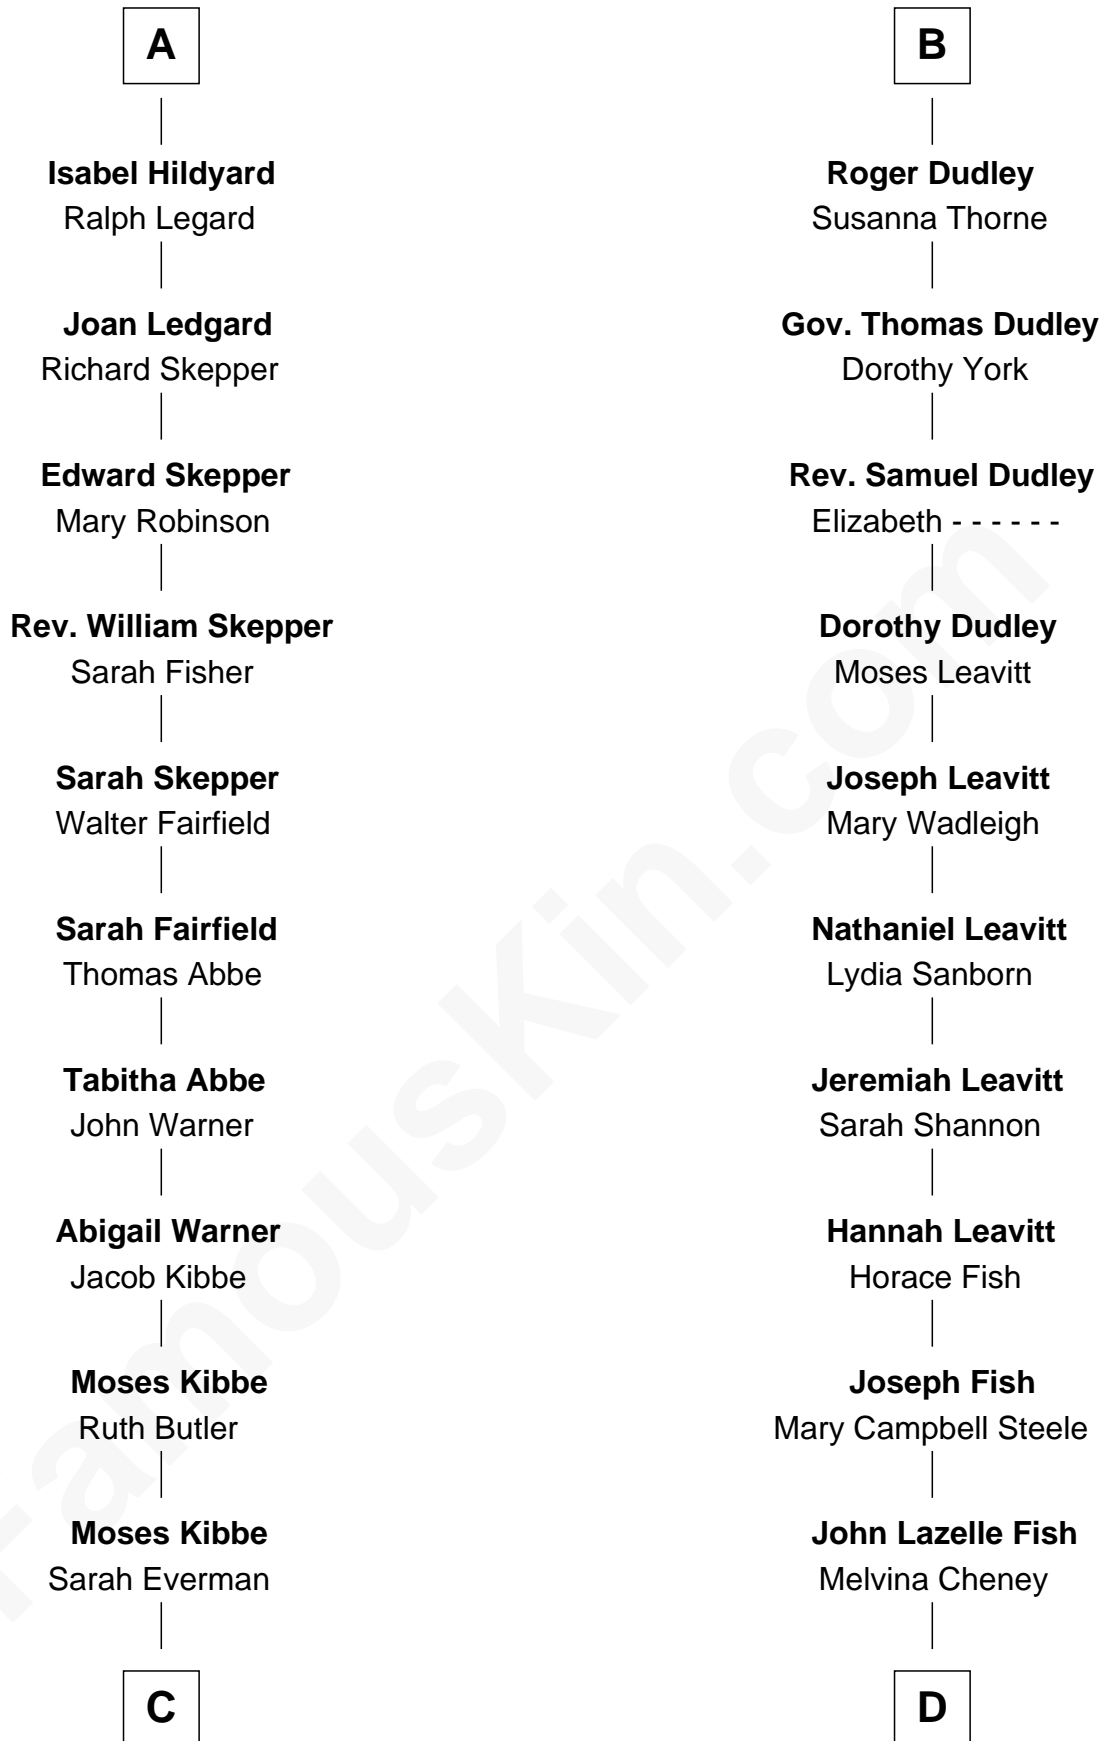 A
Isabel Hildyard
Ralph Legard
Joan Ledgard
Richard Skepper
Edward Skepper
Mary Robinson
Rev. William Skepper
Sarah Fisher
Sarah Skepper
Walter Fairfield
Sarah Fairfield
Thomas Abbe
Tabitha Abbe
John Warner
Abigail Warner
Jacob Kibbe
Moses Kibbe
Ruth Butler
Moses Kibbe
Sarah Everman
C
B
Roger Dudley
Susanna Thorne
Gov. Thomas Dudley
Dorothy York
Rev. Samuel Dudley
Elizabeth - - - - - -
Dorothy Dudley
Moses Leavitt
Joseph Leavitt
Mary Wadleigh
Nathaniel Leavitt
Lydia Sanborn
Jeremiah Leavitt
Sarah Shannon
Hannah Leavitt
Horace Fish
Joseph Fish
Mary Campbell Steele
John Lazelle Fish
Melvina Cheney
D
FamousKin.com